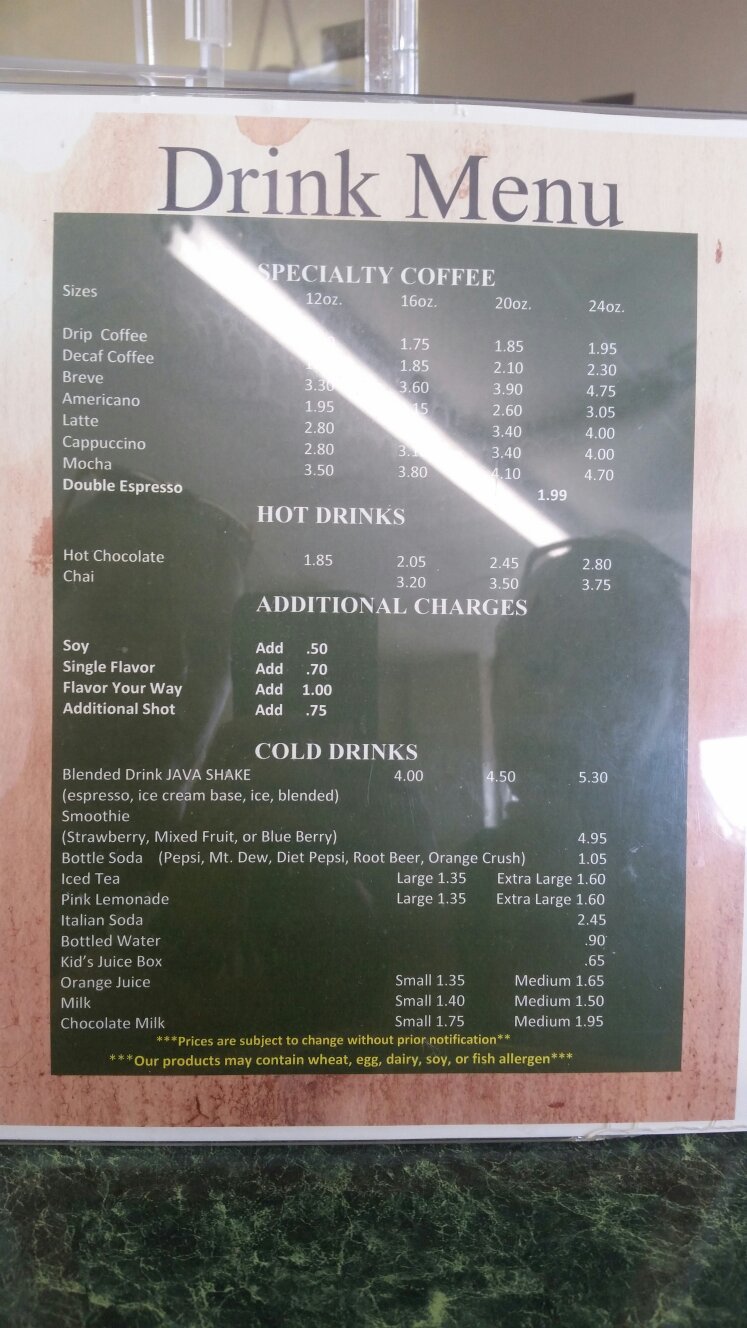 Drink Menu
SPECIALTY COFFEE
Sizes 12oz. 16oz. 20oz. 24oz.
Drip Coffee 1.75 1.85 1.95
Decaf Coffee 1.85 2.10 2.30
Breve 3.30 3.60 3.90 4.75
Americano 1.95 2.60 3.05
Latte 2.80 3.40 4.00
Cappuccino 2.80 3.40 4.00
Mocha 3.50 3.80 4.10 4.70
Double Espresso 1.99
HOT DRINKS
Hot Chocolate 1.85 2.05 2.45 2.80
Chai 3.20 3.50 3.75
ADDITIONAL CHARGES
Soy Add .50
Single Flavor Add .70
Flavor Your Way Add 1.00
Additional Shot Add .75
COLD DRINKS
Blended Drink JAVA SHAKE 4.00 4.50 5.30
(espresso, ice cream base, ice, blended)
Smoothie
(Strawberry, Mixed Fruit, or Blue Berry) 4.95
Bottle Soda (Pepsi, Mt. Dew, Diet Pepsi, Root Beer, Orange Crush) 1.05
Iced Tea Large 1.35 Extra Large 1.60
Pink Lemonade Large 1.35 Extra Large 1.60
Italian Soda 2.45
Bottled Water .90
Kid's Juice Box .65
Orange Juice Small 1.35 Medium 1.65
Milk Small 1.40 Medium 1.50
Chocolate Milk Small 1.75 Medium 1.95
***Prices are subject to change without prior notification**
***Our products may contain wheat, egg, dairy, soy, or fish allergen***